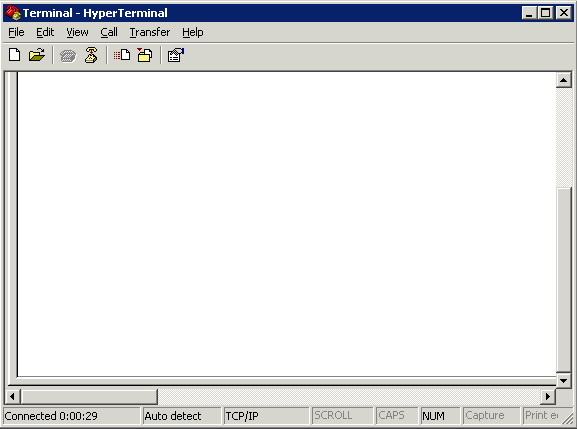 Terminal - HyperTerminal
File Edit View Call Transfer Help
Connected 0:00:29 Auto detect TCP/IP SCROLL CAPS NUM Capture Print